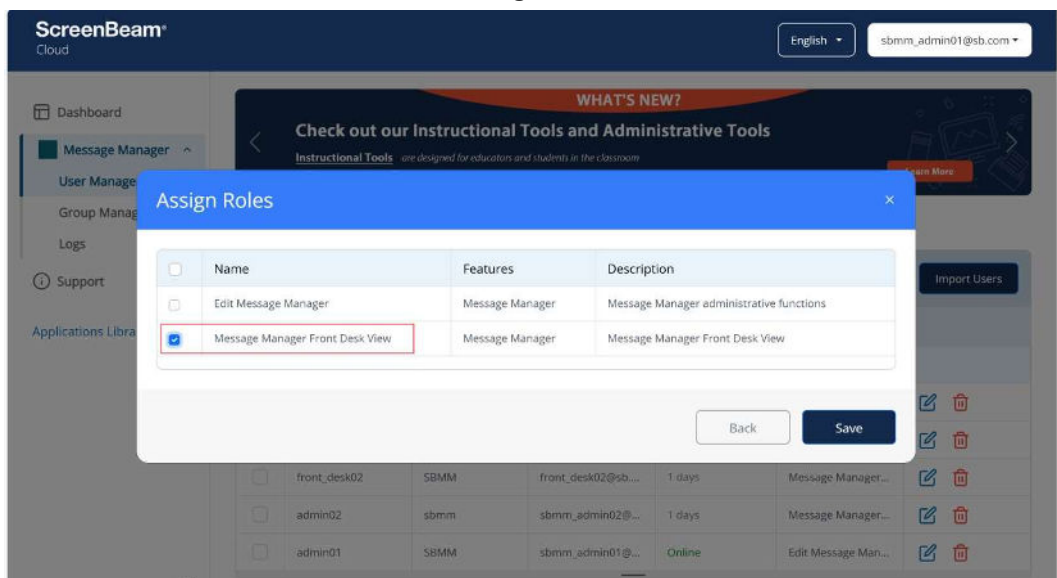 ScreenBeam
Cloud
English
sbmm_admin01@sb.com
Dashboard
Message Manager
User Manage
Group Manag
Logs
Support
Applications Libra
WHAT'S NEW?
Check out our Instructional Tools and Administrative Tools
Instructional Tools are designed for educators and students in the classroom
Learn More
Import Users
Assign Roles
Name Features Description
Edit Message Manager Message Manager Message Manager administrative functions
Message Manager Front Desk View Message Manager Message Manager Front Desk View
Back Save
front_desk02 SBMM front_desk02@sb.... 1 days Message Manager...
admin02 sbmm sbmm_admin02@... 1 days Message Manager...
admin01 SBMM sbmm_admin01@... Online Edit Message Man...